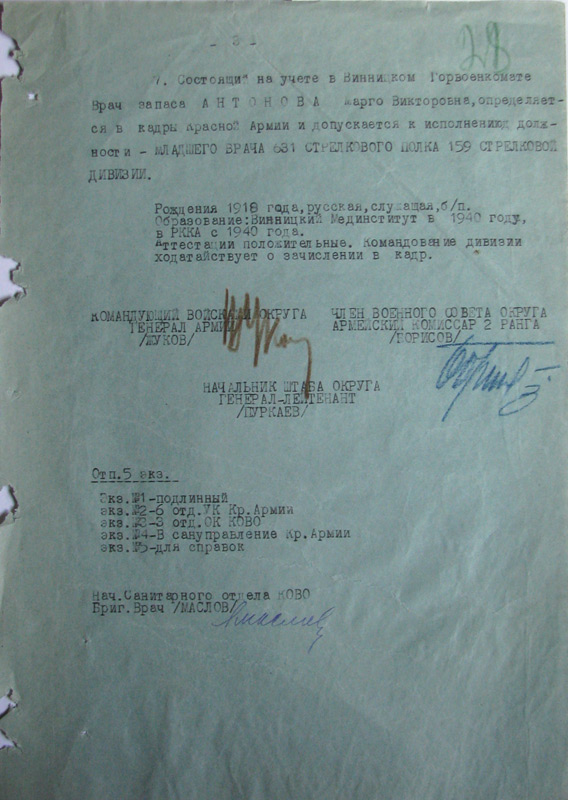 - 3 -
28
7. Состоящий на учете в Винницком Горвоенкомате
Врач запаса АНТОНОВА Марго Викторовна, определяет-
ся в кадры Красной Армии и допускается к исполнению долж-
ности - МЛАДШЕГО ВРАЧА 631 СТРЕЛКОВОГО ПОЛКА 159 СТРЕЛКОВОЙ
ДИВИЗИИ.
Рождения 1918 года, русская, служащая, б/п.
Образование: Винницкий Мединститут в 1940 году,
в РККА с 1940 года.
Аттестации положительные. Командование дивизии
ходатайствует о зачислении в кадр.
КОМАНДУЮЩИЙ ВОЙСКАМИ ОКРУГА
ГЕНЕРАЛ АРМИИ
/ЖУКОВ/
ЧЛЕН ВОЕННОГО СОВЕТА ОКРУГА
АРМЕЙСКИЙ КОМИССАР 2 РАНГА
/БОРИСОВ/
НАЧАЛЬНИК ШТАБА ОКРУГА
ГЕНЕРАЛ-ЛЕЙТЕНАНТ
/ПУРКАЕВ/
Отп. 5 экз.
Экз.№1-подлинный
экз.№2-6 отд.УК Кр.Армии
экз.№3-3 отд.ОК КОВО
экз.№4-В сануправление Кр.Армии
экз.№5-для справок
Нач.Санитарного отдела КОВО
Бриг.Врач /МАСЛОВ/